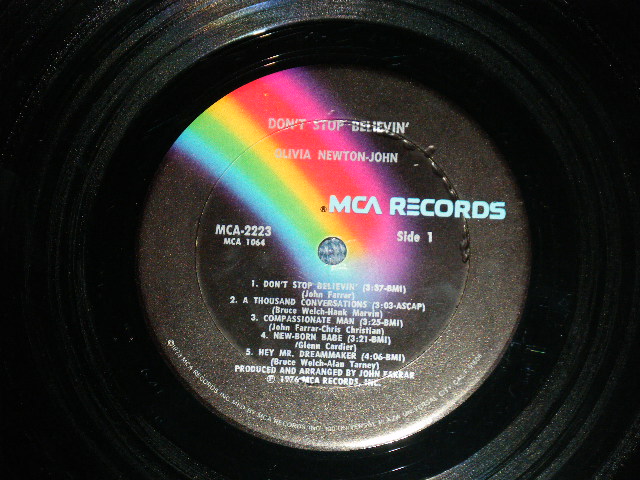 DON'T STOP BELIEVIN'
OLIVIA NEWTON-JOHN
® MCA RECORDS
MCA-2223
MCA 1064
Side 1
1. DON'T STOP BELIEVIN' (3:37-BMI)
(John Farrar)
2. A THOUSAND CONVERSATIONS (3:03-ASCAP)
(Bruce Welch-Hank Marvin)
3. COMPASSIONATE MAN (3:25-BMI)
(John Farrar-Chris Christian)
4. NEW-BORN BABE (3:21-BMI)
(Glenn Cardier)
5. HEY MR. DREAMMAKER (4:06-BMI)
(Bruce Welch-Alan Tarney)
PRODUCED AND ARRANGED BY JOHN FARRAR
℗ 1976 MCA RECORDS, INC.
MCA RECORDS, INC.